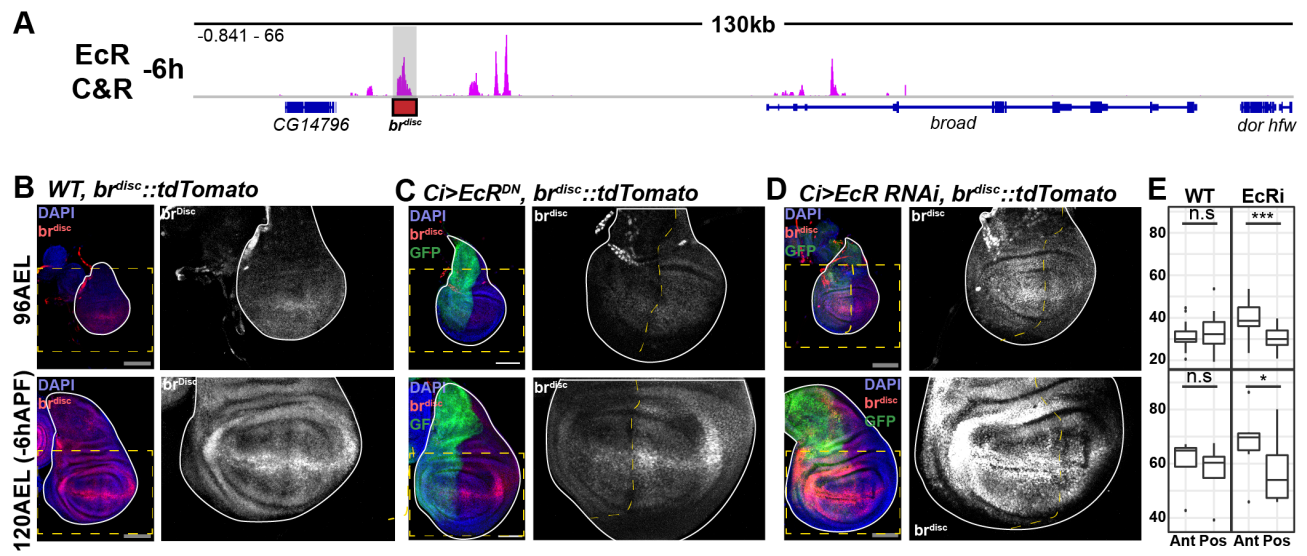 A
130kb
-0.841 - 66
EcR
C&R
-6h
CG14796
br^disc
broad
dor hfw
B WT, br^disc::tdTomato
C Ci>EcR^DN, br^disc::tdTomato
D Ci>EcR RNAi, br^disc::tdTomato
E WT EcRi
96AEL
DAPI
br^disc
br^Disc
DAPI
br^disc
GFP
br^disc
DAPI
br^disc
GFP
br^disc
n.s ***
80
60
40
20
120AEL (-6hAPF)
DAPI
br^disc
br^Disc
DAPI
br^disc
GF
br^disc
DAPI
br^disc
GFP
br^disc
n.s *
80
60
40
Ant Pos Ant Pos